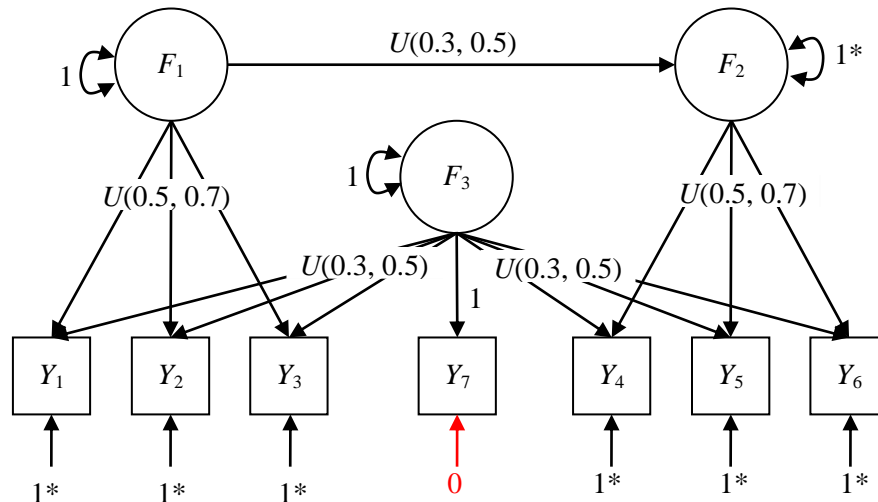 U(0.3, 0.5)
1 F₁ F₂ 1*
1 F₃
U(0.5, 0.7) U(0.5, 0.7)
U(0.3, 0.5) U(0.3, 0.5)
1
Y₁ Y₂ Y₃ Y₇ Y₄ Y₅ Y₆
1* 1* 1* 0 1* 1* 1*